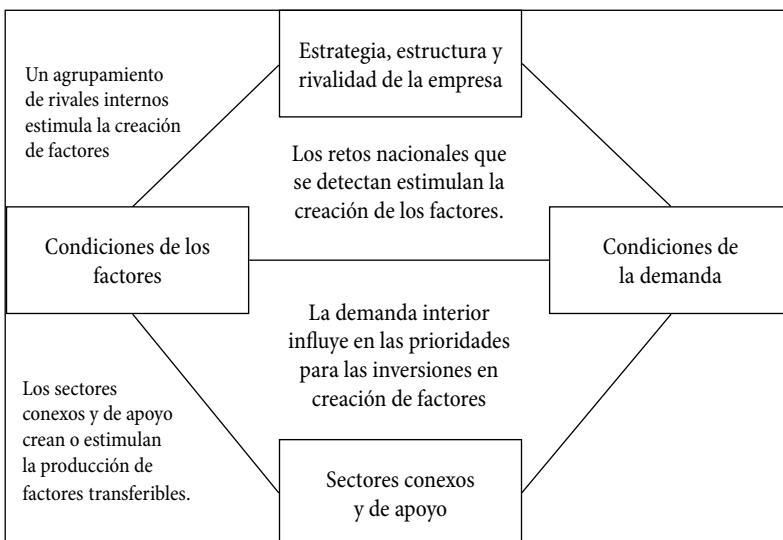 Estrategia, estructura y
rivalidad de la empresa
Un agrupamiento
de rivales internos
estimula la creación
de factores
Los retos nacionales que
se detectan estimulan la
creación de los factores.
Condiciones de los
factores
Condiciones de
la demanda
La demanda interior
influye en las prioridades
para las inversiones en
creación de factores
Los sectores
conexos y de apoyo
crean o estimulan
la producción de
factores transferibles.
Sectores conexos
y de apoyo